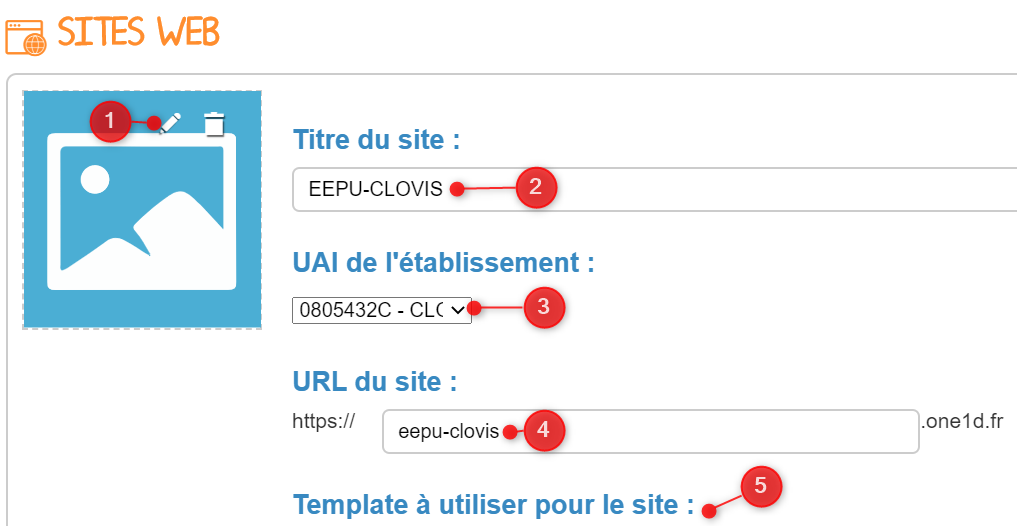 SITES WEB
1
Titre du site :
EEPU-CLOVIS
2
UAI de l'établissement :
0805432C - CLO
3
URL du site :
https://
eepu-clovis
4
.one1d.fr
Template à utiliser pour le site :
5